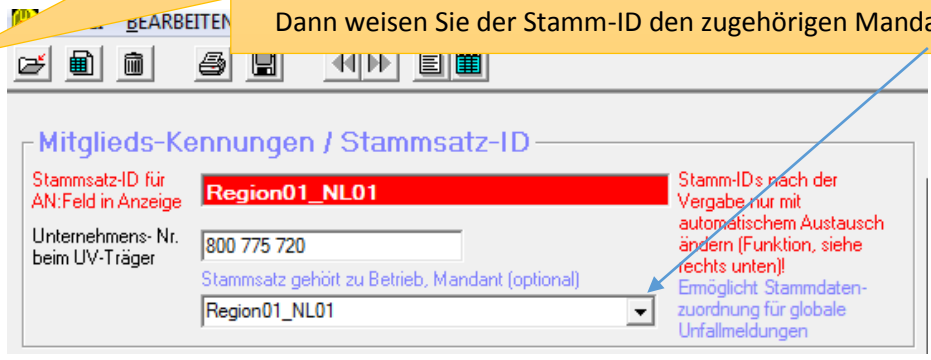 BEARBEITEN
Dann weisen Sie der Stamm-ID den zugehörigen
Mitglieds-Kennungen / Stammsatz-ID
Stammsatz-ID für
AN:Feld in Anzeige
Region01_NL01
Unternehmens- Nr.
beim UV-Träger
800 775 720
Stammsatz gehört zu Betrieb, Mandant (optional)
Region01_NL01
Stamm-IDs nach der
Vergabe nur mit
automatischem Austausch
ändern (Funktion, siehe
rechts unten)!
Ermöglicht Stammdaten-
zuordnung für globale
Unfallmeldungen